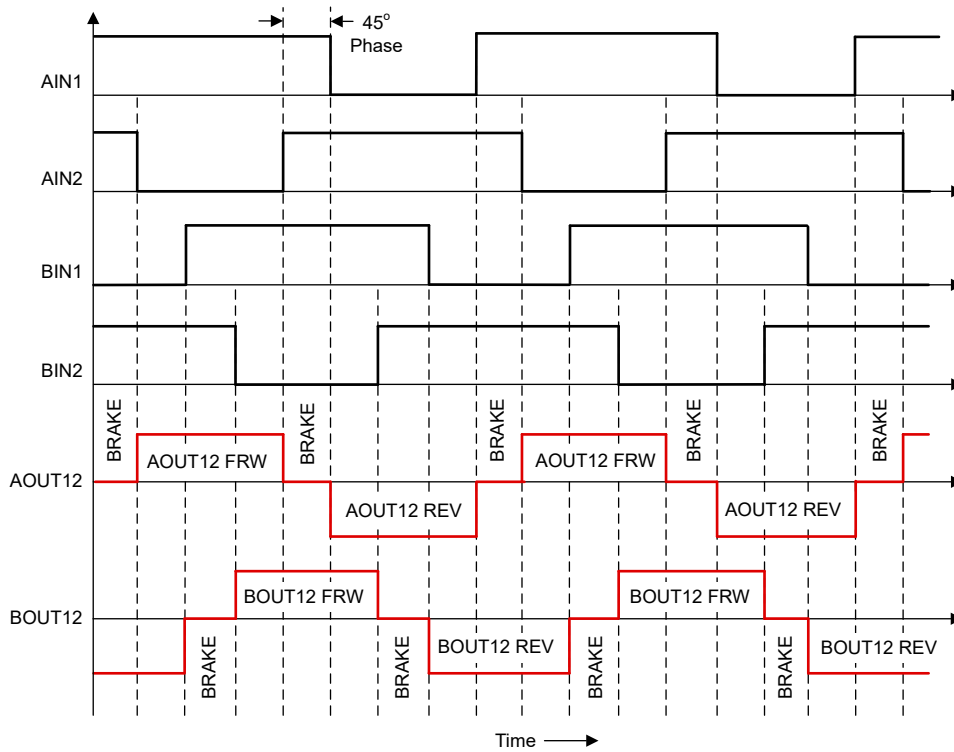 45°
Phase
AIN1
AIN2
BIN1
BIN2
BRAKE
BRAKE
BRAKE
BRAKE
BRAKE
AOUT12 FRW
AOUT12 FRW
AOUT12
AOUT12 REV
AOUT12 REV
BOUT12 FRW
BOUT12 FRW
BOUT12
BRAKE
BRAKE
BRAKE
BRAKE
BOUT12 REV
BOUT12 REV
Time